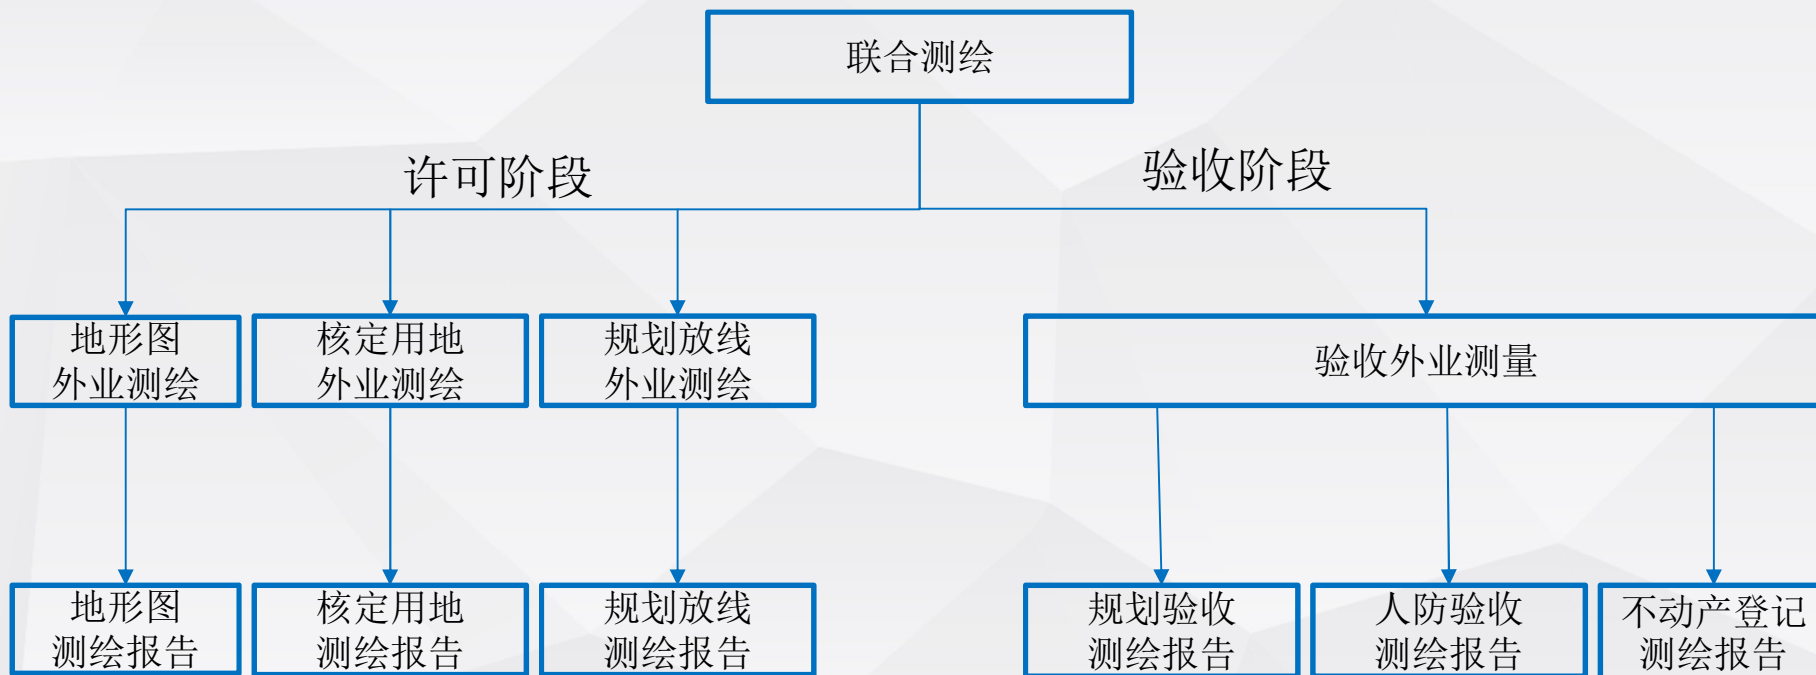 联合测绘
许可阶段
验收阶段
地形图
外业测绘
核定用地
外业测绘
规划放线
外业测绘
验收外业测量
地形图
测绘报告
核定用地
测绘报告
规划放线
测绘报告
规划验收
测绘报告
人防验收
测绘报告
不动产登记
测绘报告